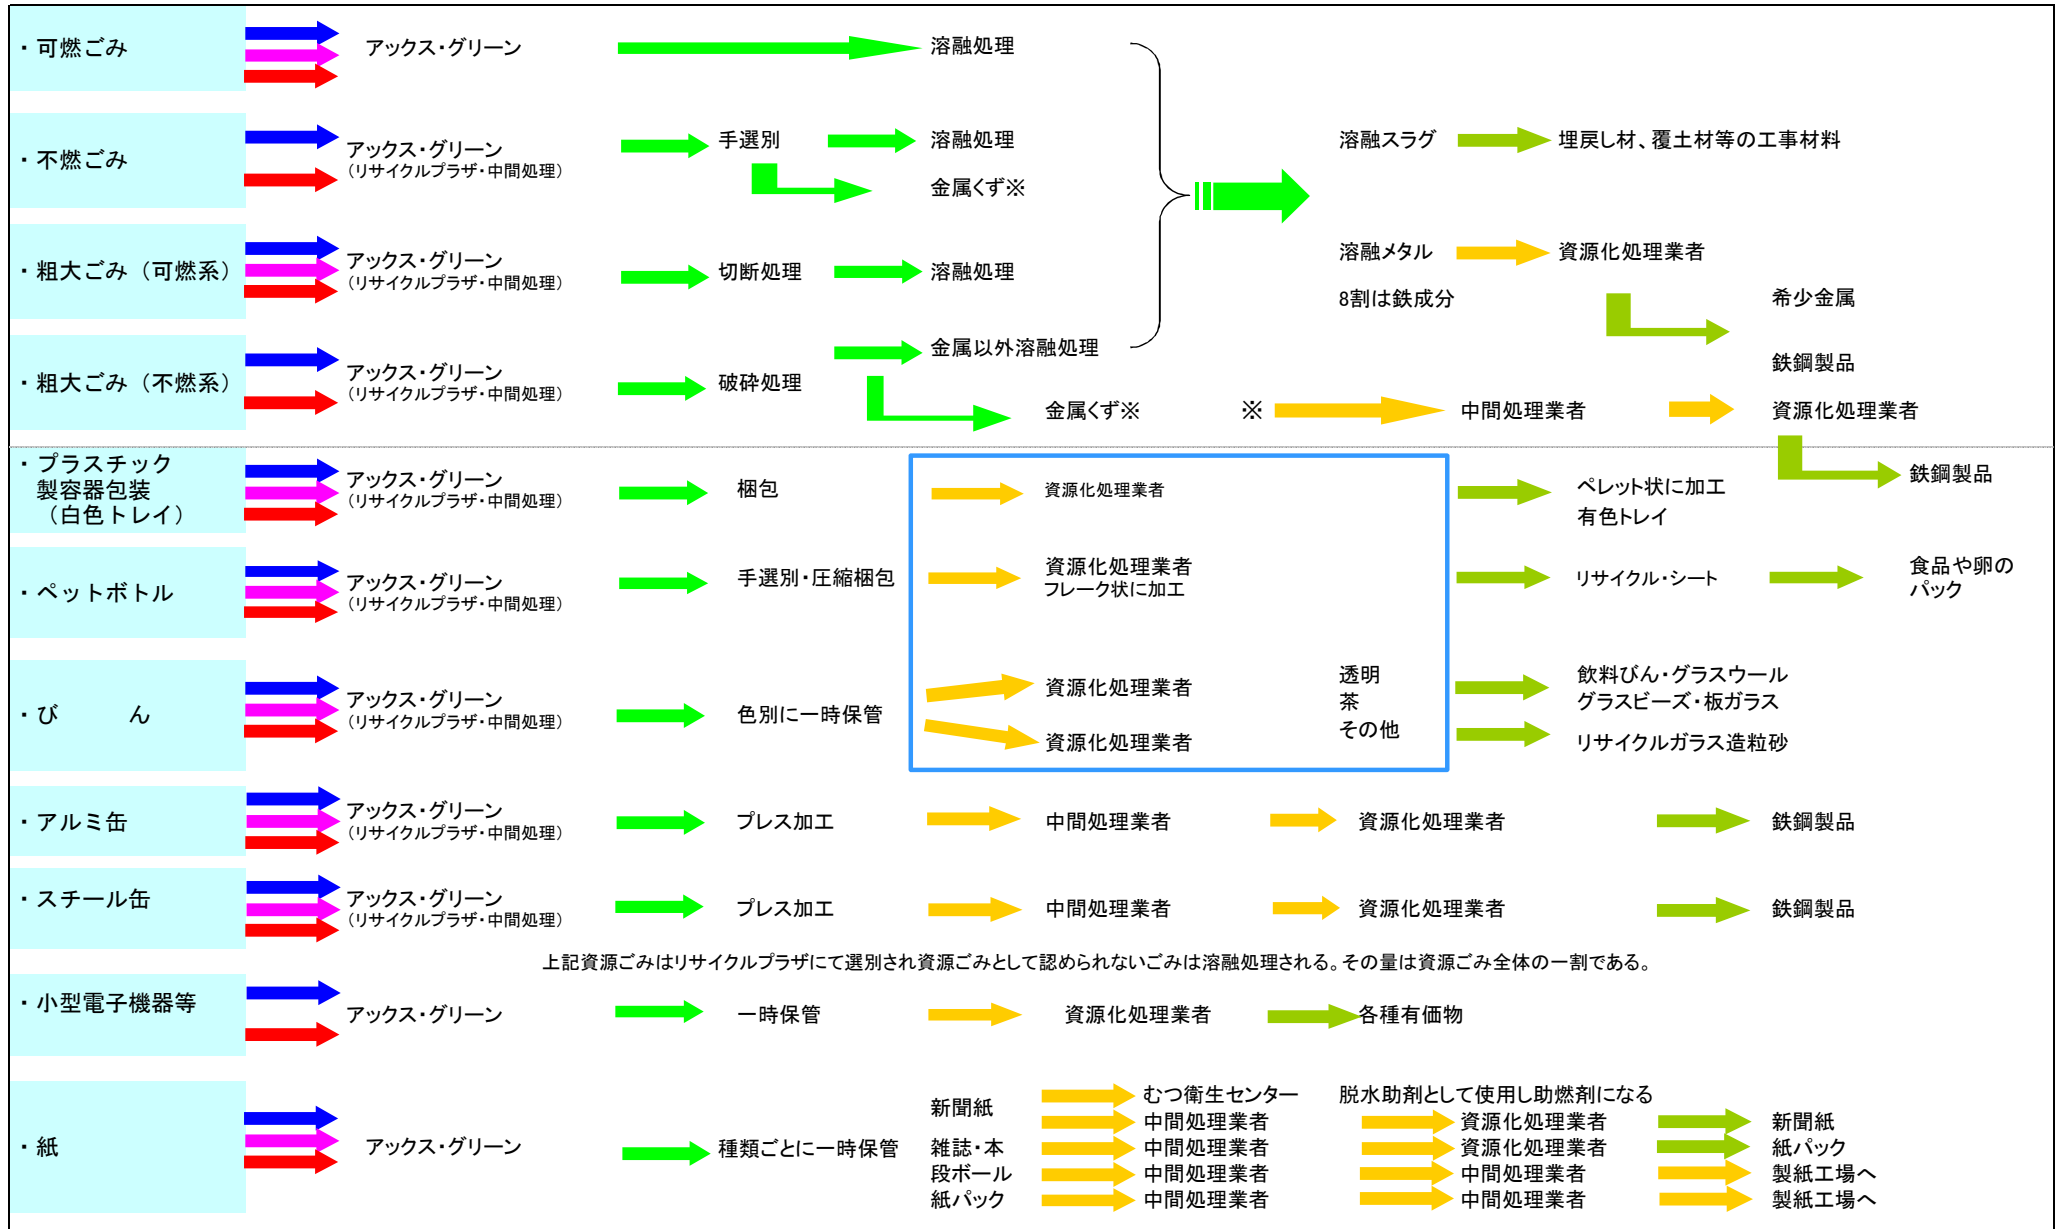 ・可燃ごみ
アックス・グリーン
溶融処理
・不燃ごみ
アックス・グリーン
(リサイクルプラザ・中間処理)
手選別
溶融処理
金属くず※
溶融スラグ
埋戻し材、覆土材等の工事材料
・粗大ごみ（可燃系）
アックス・グリーン
(リサイクルプラザ・中間処理)
切断処理
溶融処理
溶融メタル
資源化処理業者
8割は鉄成分
希少金属
鉄鋼製品
・粗大ごみ（不燃系）
アックス・グリーン
(リサイクルプラザ・中間処理)
破砕処理
金属以外溶融処理
金属くず※
※
中間処理業者
資源化処理業者
鉄鋼製品
・プラスチック
製容器包装
（白色トレイ）
アックス・グリーン
(リサイクルプラザ・中間処理)
梱包
資源化処理業者
ペレット状に加工
有色トレイ
・ペットボトル
アックス・グリーン
(リサイクルプラザ・中間処理)
手選別・圧縮梱包
資源化処理業者
フレーク状に加工
リサイクル・シート
食品や卵の
パック
・び　　　ん
アックス・グリーン
(リサイクルプラザ・中間処理)
色別に一時保管
資源化処理業者
資源化処理業者
透明
茶
その他
飲料びん・グラスウール
グラスビーズ・板ガラス
リサイクルガラス造粒砂
・アルミ缶
アックス・グリーン
(リサイクルプラザ・中間処理)
プレス加工
中間処理業者
資源化処理業者
鉄鋼製品
・スチール缶
アックス・グリーン
(リサイクルプラザ・中間処理)
プレス加工
中間処理業者
資源化処理業者
鉄鋼製品
上記資源ごみはリサイクルプラザにて選別され資源ごみとして認められないごみは溶融処理される。その量は資源ごみ全体の一割である。
・小型電子機器等
アックス・グリーン
一時保管
資源化処理業者
各種有価物
・紙
アックス・グリーン
種類ごとに一時保管
新聞紙
むつ衛生センター
脱水助剤として使用し助燃剤になる
中間処理業者
資源化処理業者
新聞紙
雑誌・本
中間処理業者
資源化処理業者
紙パック
段ボール
中間処理業者
中間処理業者
製紙工場へ
紙パック
中間処理業者
中間処理業者
製紙工場へ